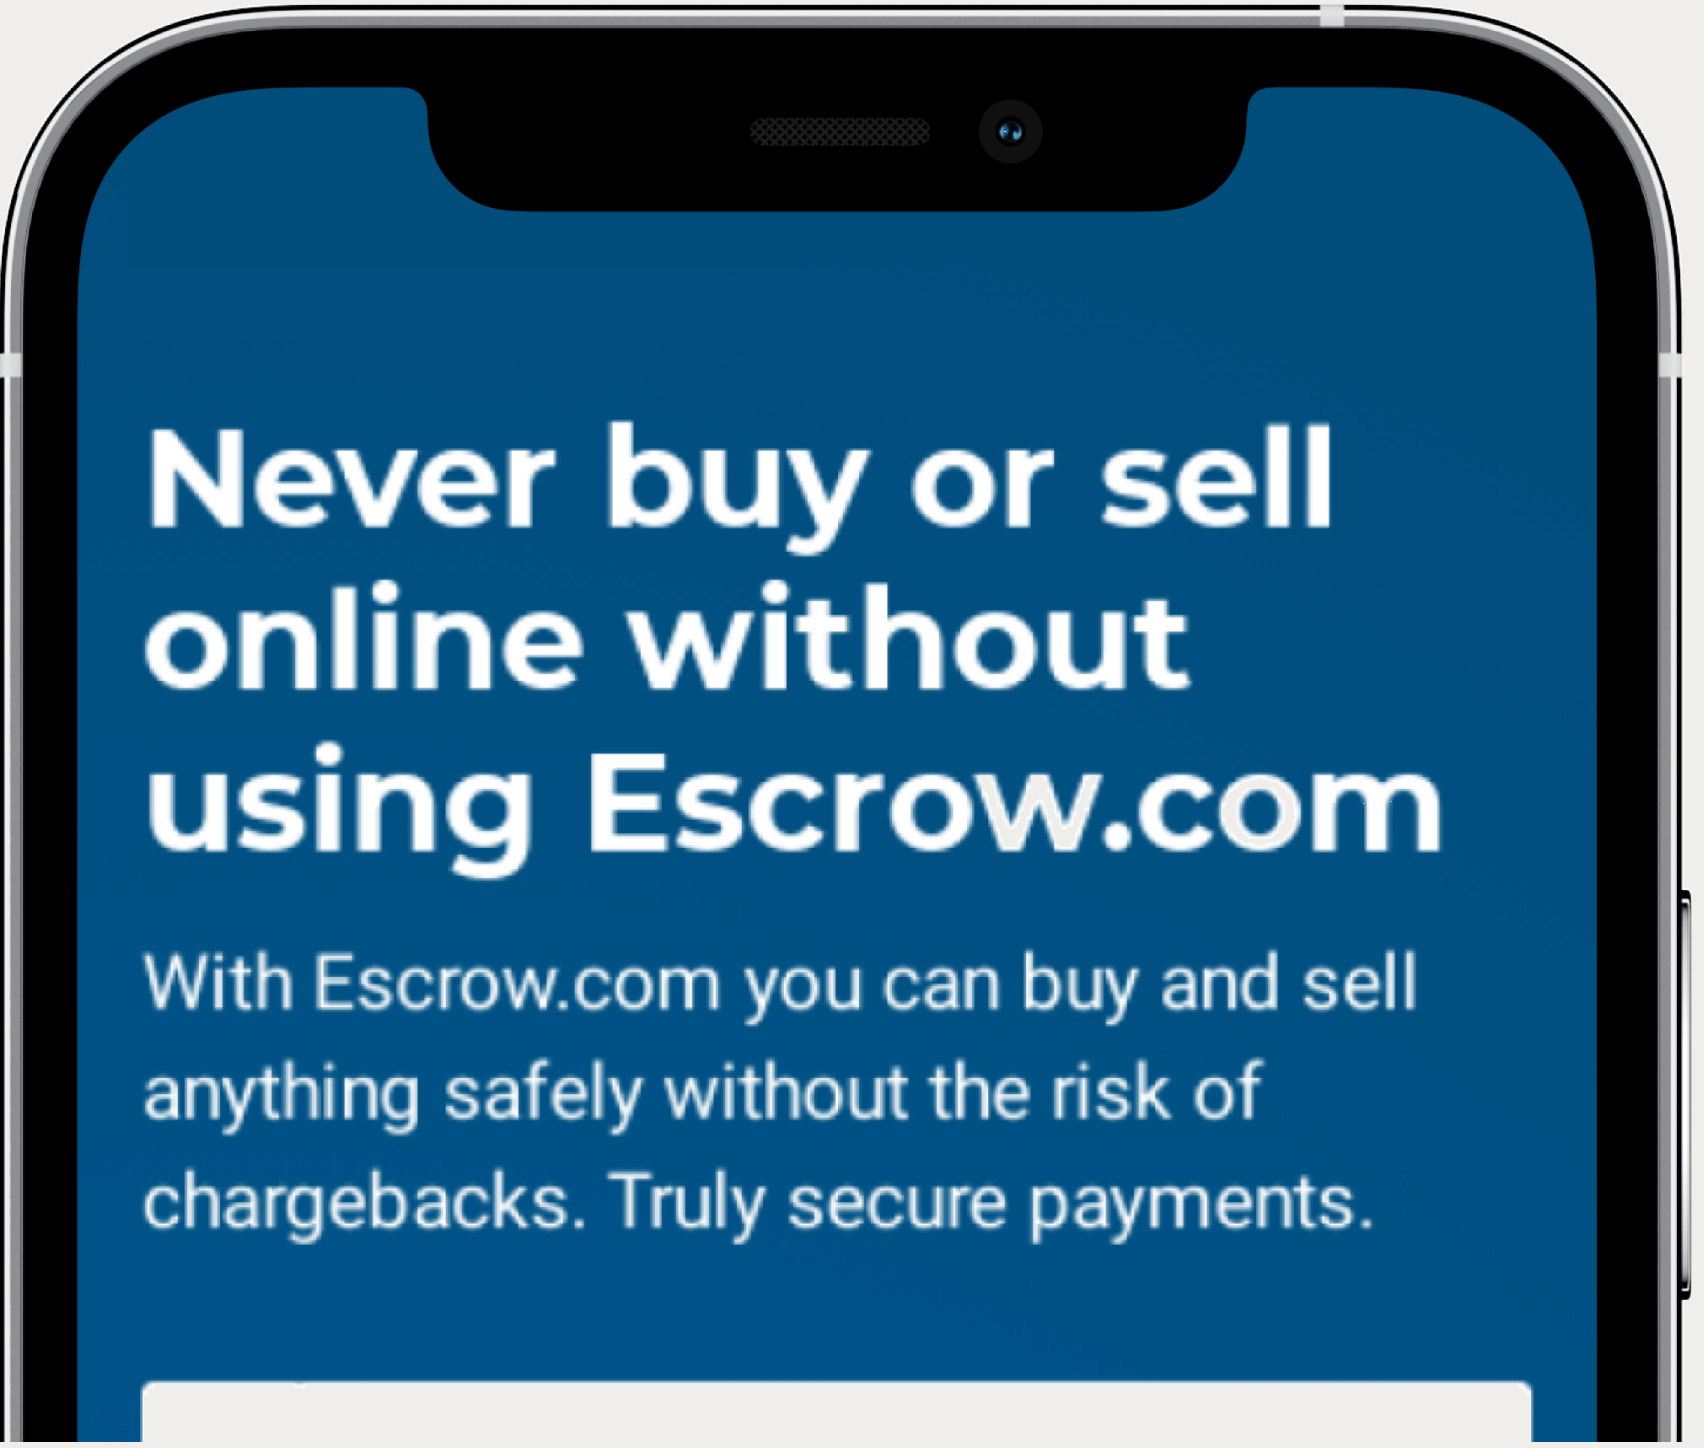 Never buy or sell
online without
using Escrow.com
With Escrow.com you can buy and sell
anything safely without the risk of
chargebacks. Truly secure payments.